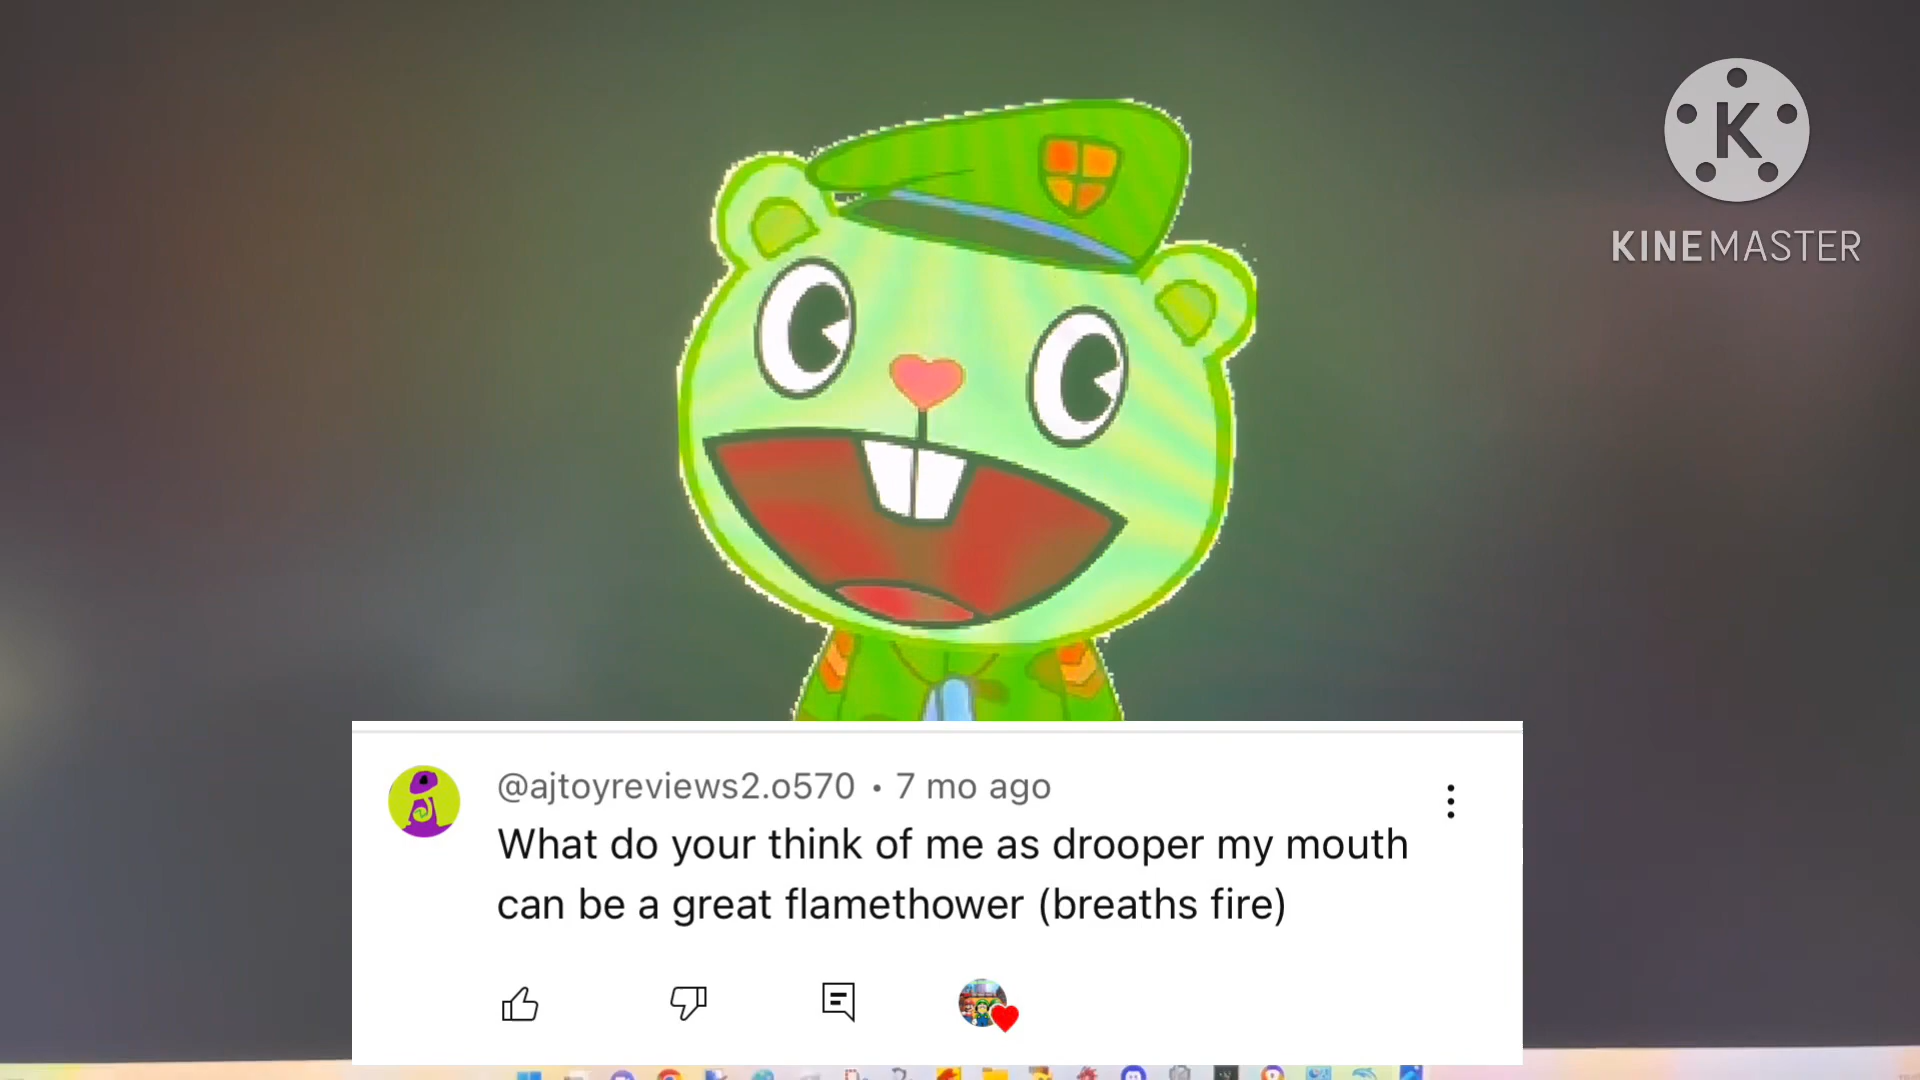 K
KINEMASTER
@ajtoyreviews2.o570 • 7 mo ago
What do your think of me as drooper my mouth
can be a great flamethower (breaths fire)